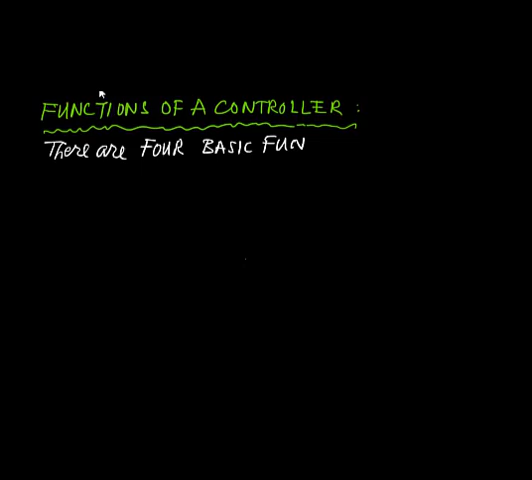 FUNCTIONS OF A CONTROLLER :
There are FOUR BASIC FUN